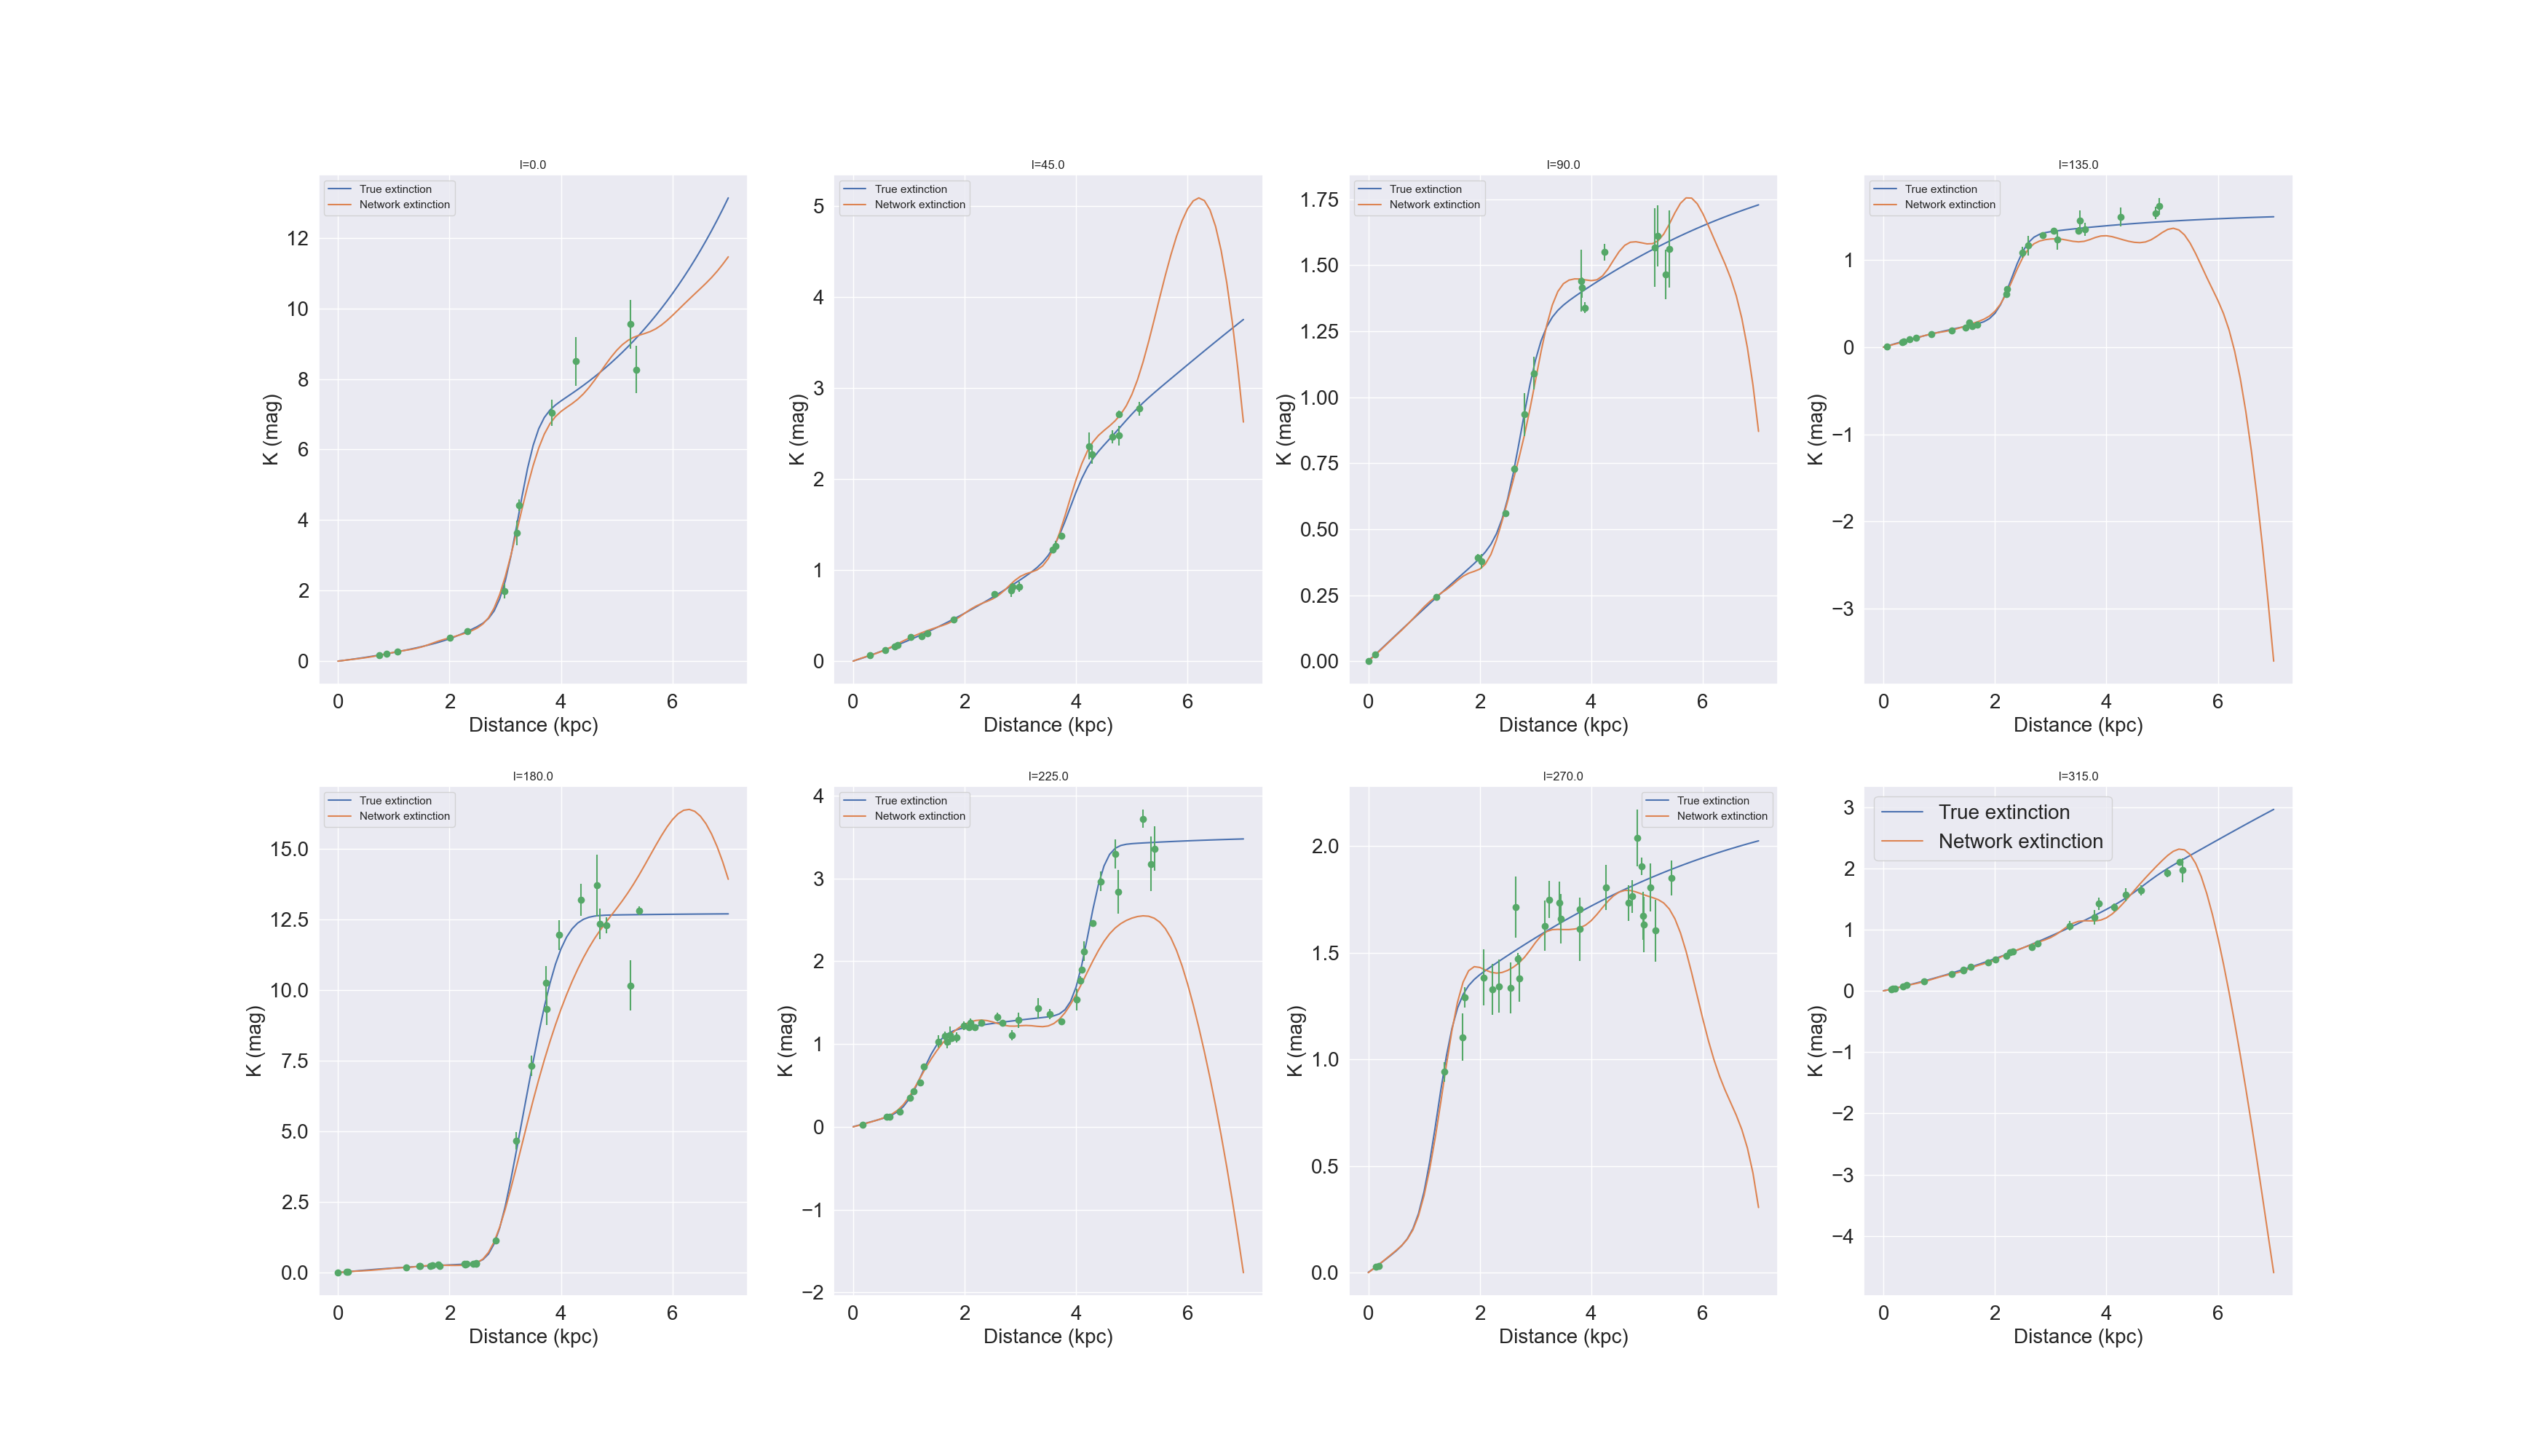 l=0.0
True extinction
Network extinction
K (mag)
12
10
8
6
4
2
0
0 2 4 6
Distance (kpc)
l=45.0
True extinction
Network extinction
K (mag)
5
4
3
2
1
0
0 2 4 6
Distance (kpc)
l=90.0
True extinction
Network extinction
K (mag)
1.75
1.50
1.25
1.00
0.75
0.50
0.25
0.00
0 2 4 6
Distance (kpc)
l=135.0
True extinction
Network extinction
K (mag)
1
0
−1
−2
−3
0 2 4 6
Distance (kpc)
l=180.0
True extinction
Network extinction
K (mag)
15.0
12.5
10.0
7.5
5.0
2.5
0.0
0 2 4 6
Distance (kpc)
l=225.0
True extinction
Network extinction
K (mag)
4
3
2
1
0
−1
−2
0 2 4 6
Distance (kpc)
l=270.0
True extinction
Network extinction
K (mag)
2.0
1.5
1.0
0.5
0.0
0 2 4 6
Distance (kpc)
l=315.0
True extinction
Network extinction
K (mag)
3
2
1
0
−1
−2
−3
−4
0 2 4 6
Distance (kpc)